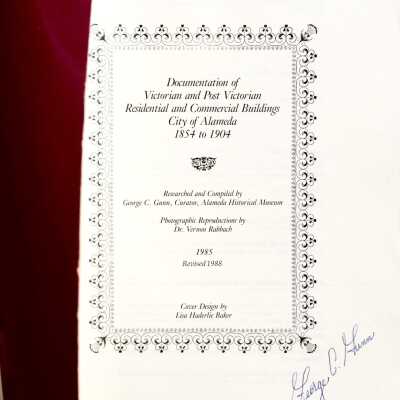 Documentation of
Victorian and Post Victorian
Residential and Commercial Buildings
City of Alameda
1854 to 1904
Researched and Compiled by
George C. Gunn, Curator, Alameda Historical Museum
Photographic Reproductions by
Dr. Vernon Rabbach
1985
Revised 1988
Cover Design by
Lisa Haderlie Baker
George C. Gunn